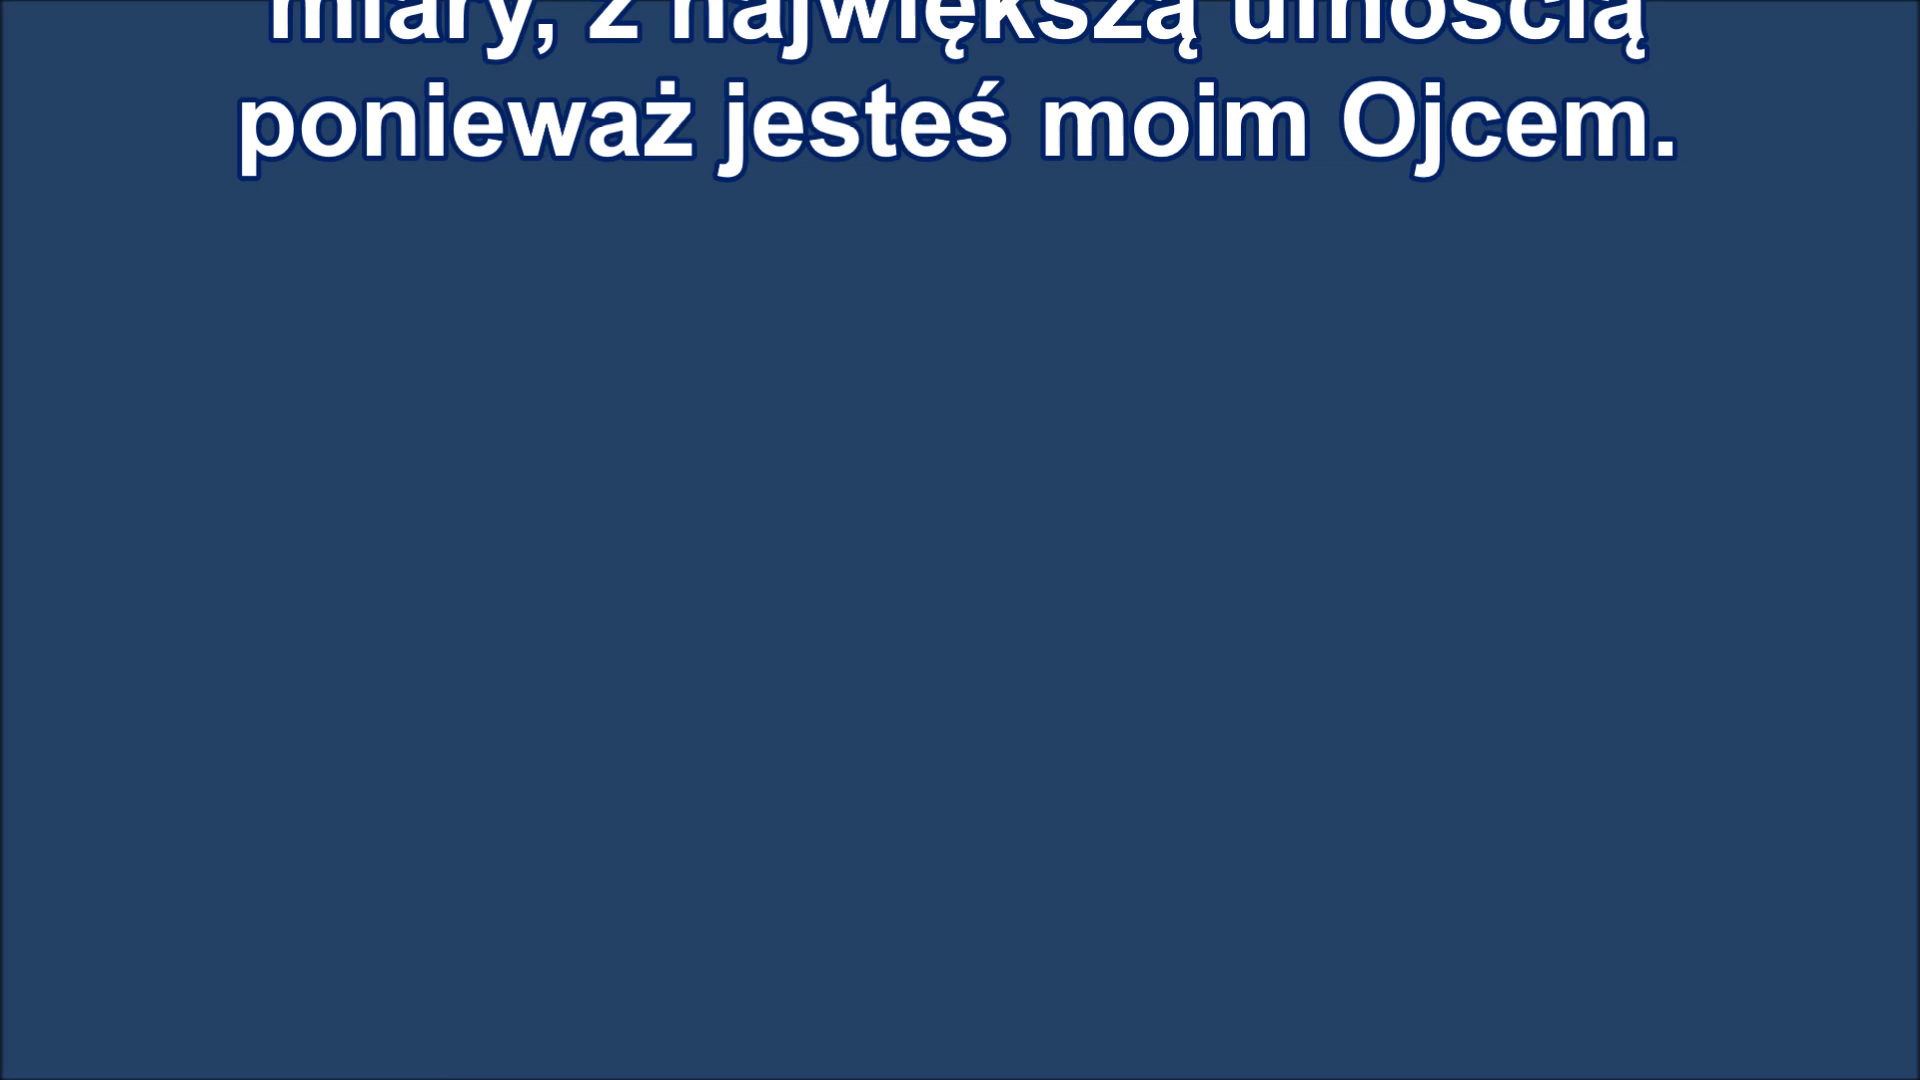 miary, z największą ufnością
ponieważ jesteś moim Ojcem.